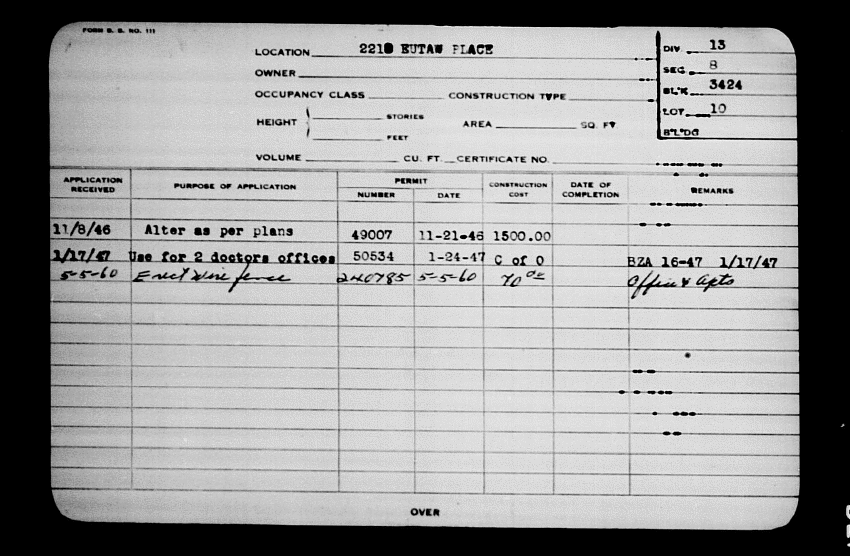 FORM B. B. NO. 111
LOCATION 2210 EUTAW PLACE
DIV. 13
OWNER
SEC. 8
OCCUPANCY CLASS CONSTRUCTION TYPE
BL'K 3424
HEIGHT STORIES AREA SQ. FT
LOT 10
FEET
B'L'DG
VOLUME CU. FT. CERTIFICATE NO.
APPLICATION RECEIVED PURPOSE OF APPLICATION PERMIT NUMBER DATE CONSTRUCTION COST DATE OF COMPLETION REMARKS
11/8/46 Alter as per plans 49007 11-21-46 1500.00
1/17/47 Use for 2 doctors offices 50534 1-24-47 C of O BZA 16-47 1/17/47
5-5-60 Erect wire fence 240785 5-5-60 70 00 Office & apts
OVER